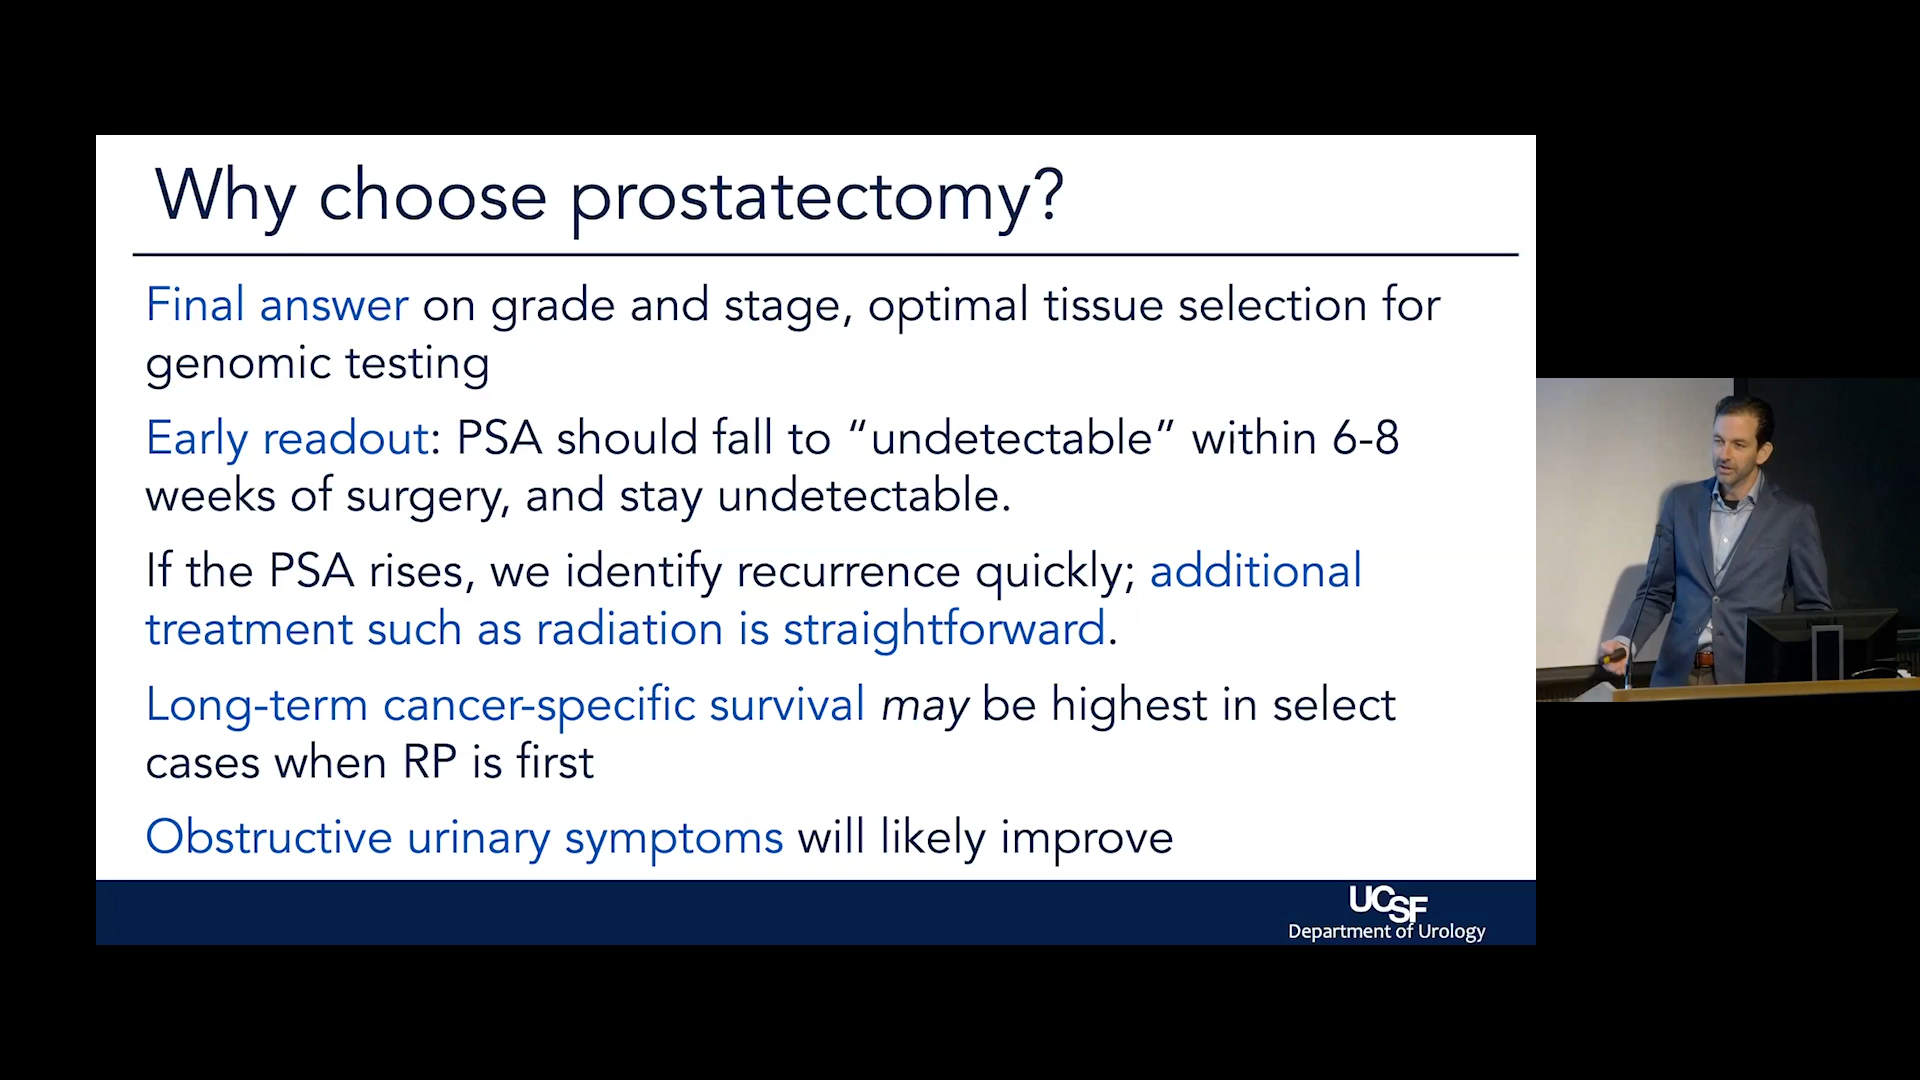 Why choose prostatectomy?
Final answer on grade and stage, optimal tissue selection for
genomic testing
Early readout: PSA should fall to “undetectable” within 6-8
weeks of surgery, and stay undetectable.
If the PSA rises, we identify recurrence quickly; additional
treatment such as radiation is straightforward.
Long-term cancer-specific survival may be highest in select
cases when RP is first
Obstructive urinary symptoms will likely improve
UCSF
Department of Urology